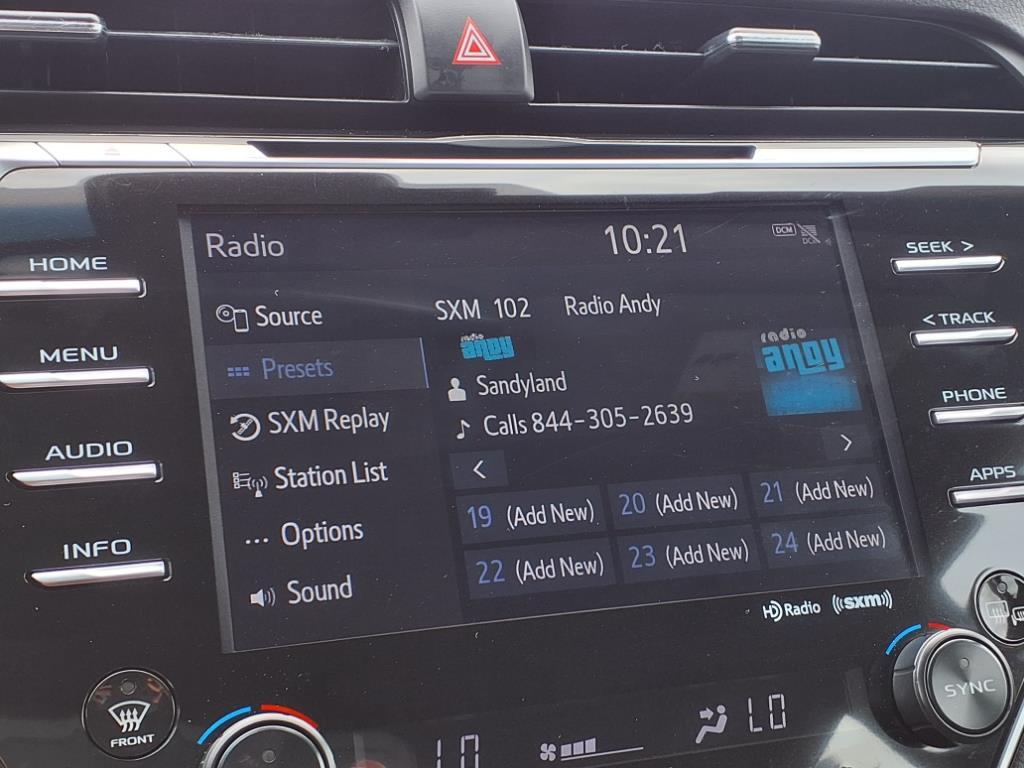 Radio 10:21 DCM
DCM
HOME
MENU
AUDIO
INFO
Source
Presets
SXM Replay
Station List
... Options
Sound
SXM 102 Radio Andy
radio
andy
radio
andy
Sandyland
Calls 844-305-2639
< >
19 (Add New) 20 (Add New) 21 (Add New)
22 (Add New) 23 (Add New) 24 (Add New)
HD Radio ((sxm))
SEEK >
< TRACK
PHONE
APPS
SYNC
FRONT
LO LO